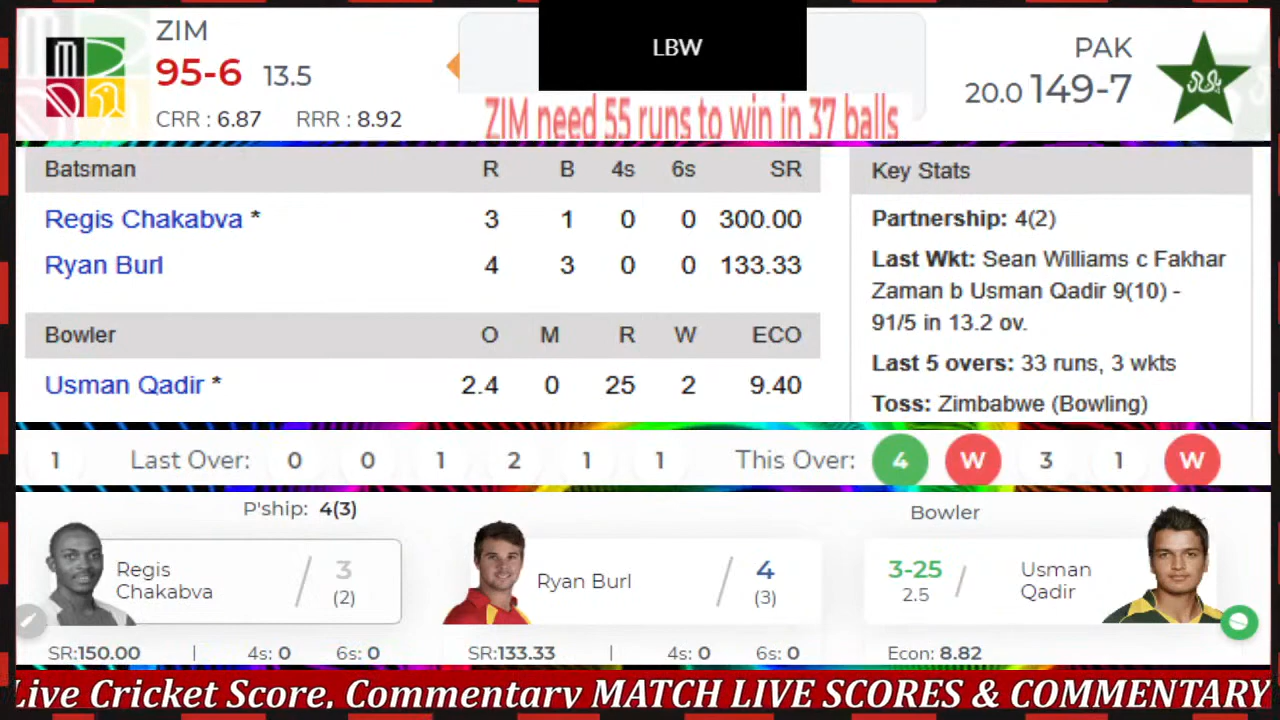 ZIM
95-6 13.5
CRR : 6.87 RRR : 8.92
LBW
ZIM need 55 runs to win in 37 balls
PAK
20.0 149-7
Batsman R B 4s 6s SR
Regis Chakabva * 3 1 0 0 300.00
Ryan Burl 4 3 0 0 133.33
Bowler O M R W ECO
Usman Qadir * 2.4 0 25 2 9.40
Key Stats
Partnership: 4(2)
Last Wkt: Sean Williams c Fakhar
Zaman b Usman Qadir 9(10) -
91/5 in 13.2 ov.
Last 5 overs: 33 runs, 3 wkts
Toss: Zimbabwe (Bowling)
1 Last Over: 0 0 1 2 1 1 This Over: 4 W 3 1 W
P'ship: 4(3)
Regis
Chakabva / 3
(2)
SR:150.00 | 4s: 0 6s: 0
Ryan Burl / 4
(3)
SR:133.33 | 4s: 0 6s: 0
Bowler
3-25 / Usman
2.5 Qadir
Econ: 8.82
Live Cricket Score, Commentary MATCH LIVE SCORES & COMMENTARY